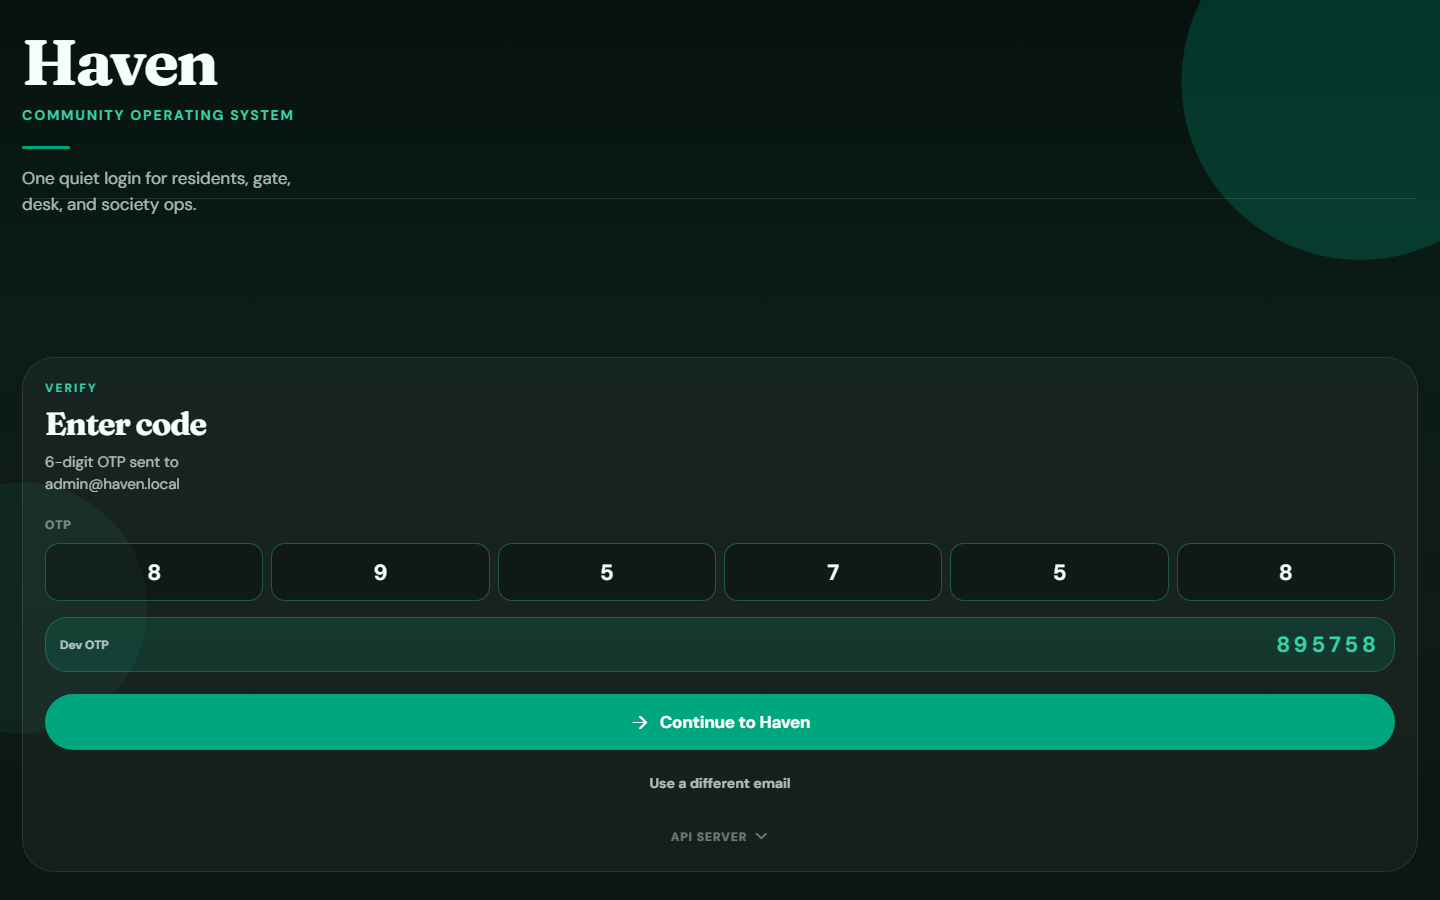 Haven
COMMUNITY OPERATING SYSTEM
One quiet login for residents, gate,
desk, and society ops.
VERIFY
Enter code
6-digit OTP sent to
admin@haven.local
OTP
8 9 5 7 5 8
Dev OTP 895758
→ Continue to Haven
Use a different email
API SERVER